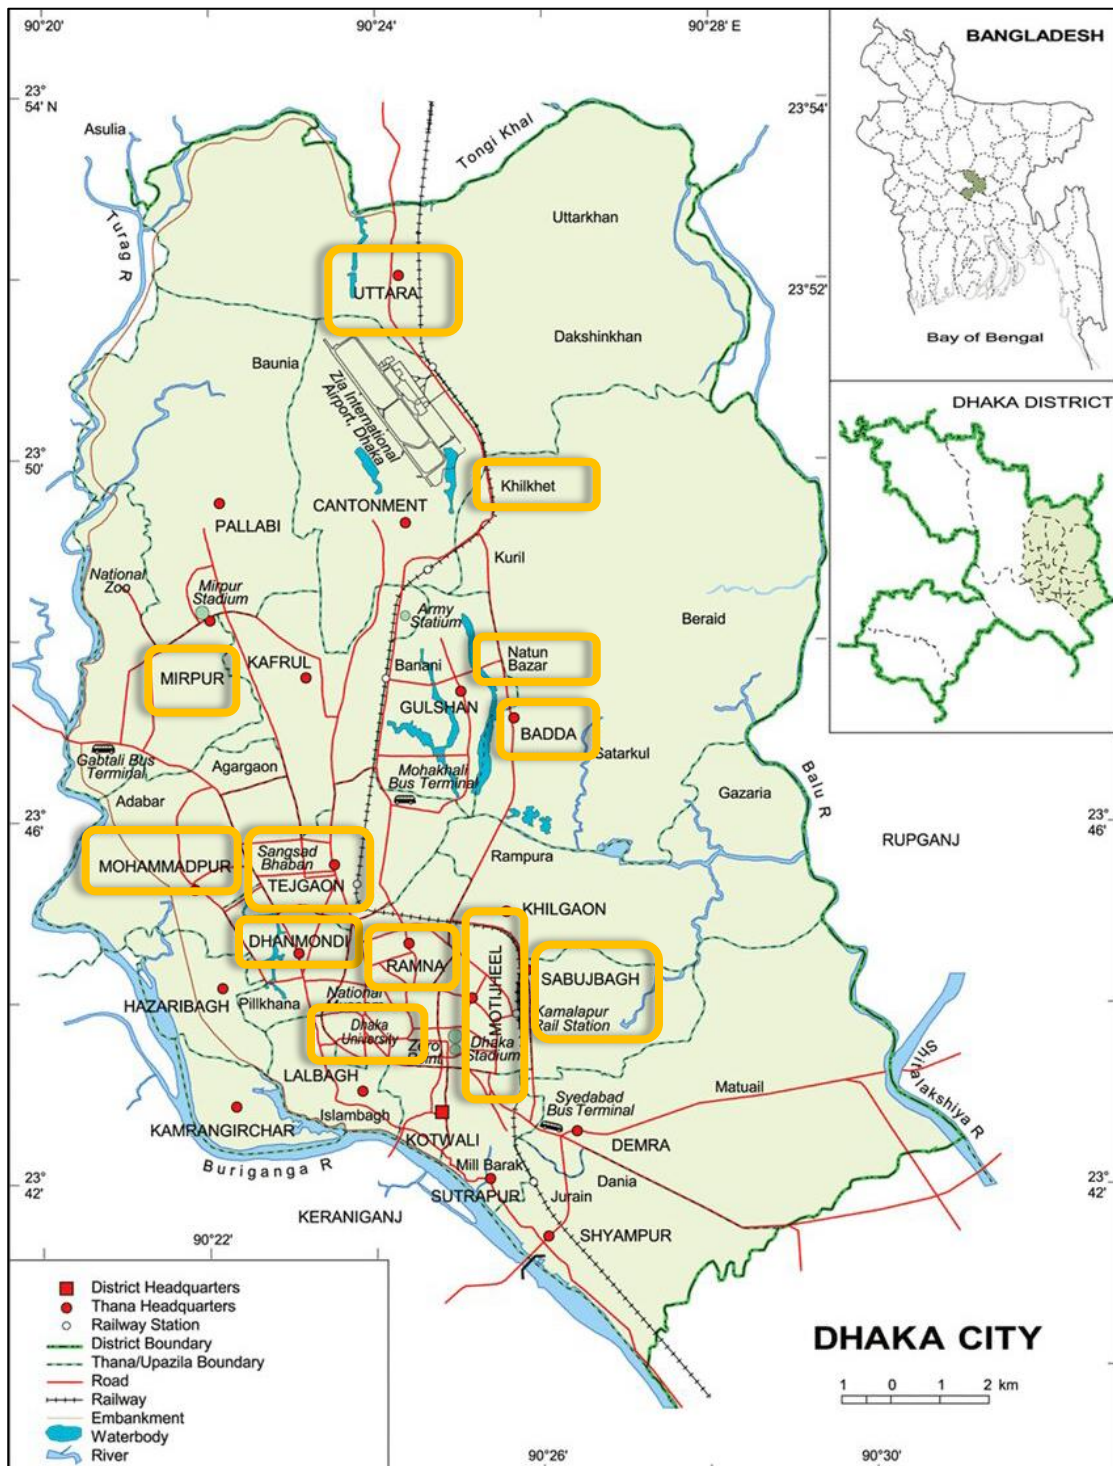 90°20'
90°24'
90°28' E
BANGLADESH
23°
54' N
23°54'
Asulia
Tongi Khal
Turag R
Uttarkhan
23°52'
UTTARA
Dakshinkhan
Bay of Bengal
Baunia
Zia International
Airport, Dhaka
DHAKA DISTRICT
23°
50'
Khilkhet
CANTONMENT
PALLABI
Kuril
National
Zoo
Mirpur
Stadium
Army
Statium
Beraid
Natun
Bazar
KAFRUL
Banani
MIRPUR
GULSHAN
BADDA
Satarkul
Gabtali Bus
Terminal
Agargaon
Mohakhali
Bus Terminal
Balu R
Gazaria
Adabar
23°
46'
23°
46'
RUPGANJ
MOHAMMADPUR
Sangsad
Bhaban
TEJGAON
Rampura
KHILGAON
DHANMONDI
RAMNA
MOTIJHEEL
SABUJBAGH
HAZARIBAGH
Pillkhana
National
Kamalapur
Rail Station
Dhaka
University
Zero
Dhaka
Stadium
LALBAGH
Shitalakshiya R
Matuail
Islambagh
Syedabad
Bus Terminal
KAMRANGIRCHAR
KOTWALI
DEMRA
Buriganga R
Mill Barak
Dania
23°
42'
23°
42'
SUTRAPUR
Jurain
KERANIGANJ
SHYAMPUR
90°22'
District Headquarters
Thana Headquarters
Railway Station
District Boundary
Thana/Upazila Boundary
Road
Railway
Embankment
Waterbody
River
DHAKA CITY
1 0 1 2 km
90°26'
90°30'